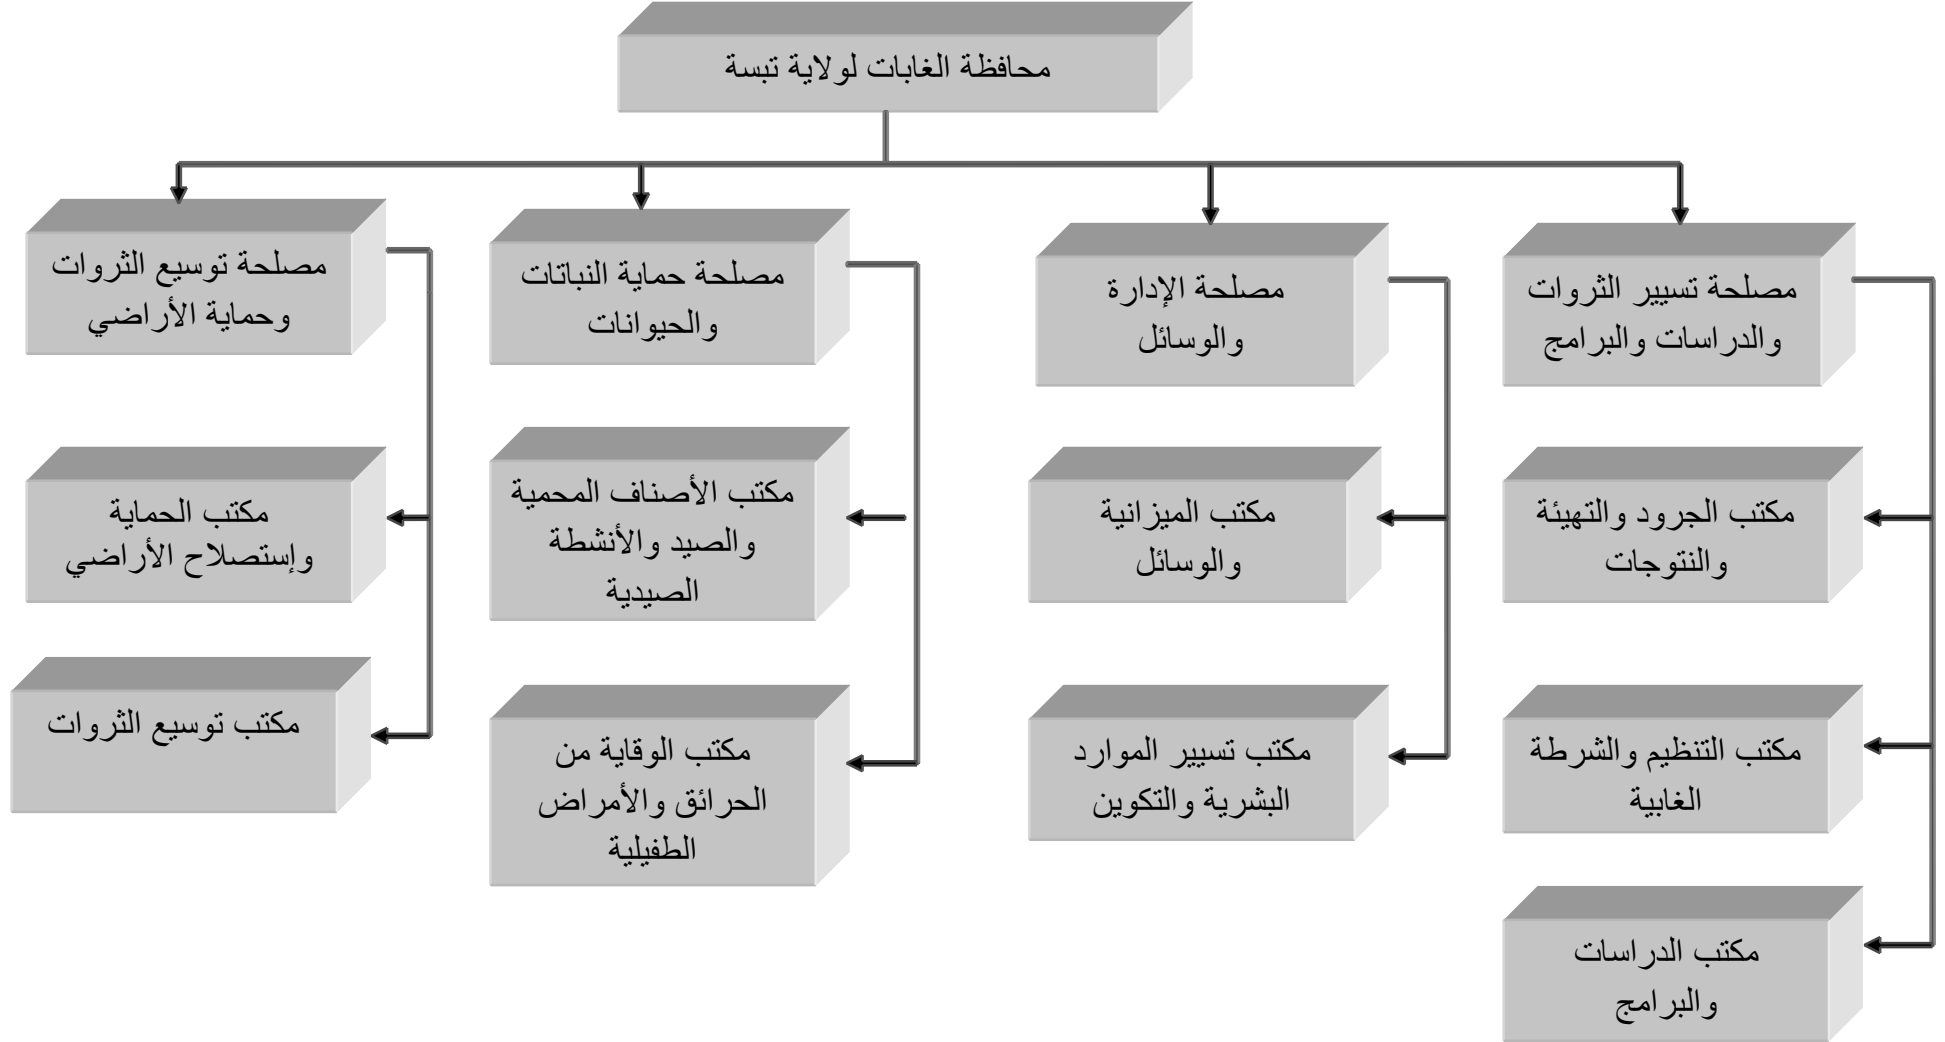 محافظة الغابات لولاية تبسة
مصلحة تسيير الثروات
والدراسات والبرامج
مكتب الجرود والتهيئة
والنتوجات
مكتب التنظيم والشرطة
الغابية
مكتب الدراسات
والبرامج
مصلحة الإدارة
والوسائل
مكتب الميزانية
والوسائل
مكتب تسيير الموارد
البشرية والتكوين
مصلحة حماية النباتات
والحيوانات
مكتب الأصناف المحمية
والصيد والأنشطة
الصيدية
مكتب الوقاية من
الحرائق والأمراض
الطفيلية
مصلحة توسيع الثروات
وحماية الأراضي
مكتب الحماية
وإستصلاح الأراضي
مكتب توسيع الثروات